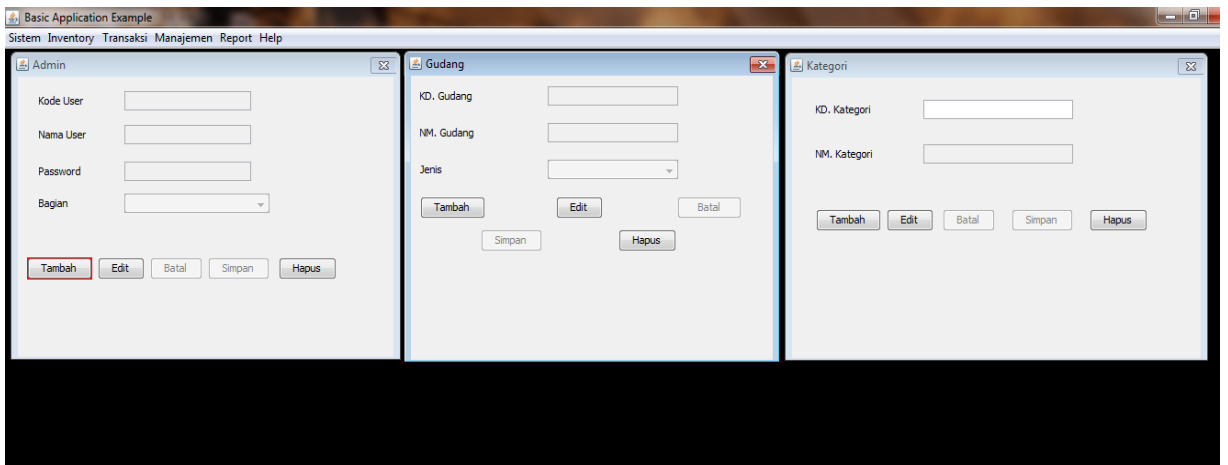 Basic Application Example
Sistem Inventory Transaksi Manajemen Report Help
Admin
Kode User
Nama User
Password
Bagian
Tambah Edit Batal Simpan Hapus
Gudang
KD. Gudang
NM. Gudang
Jenis
Tambah Edit Batal
Simpan Hapus
Kategori
KD. Kategori
NM. Kategori
Tambah Edit Batal Simpan Hapus